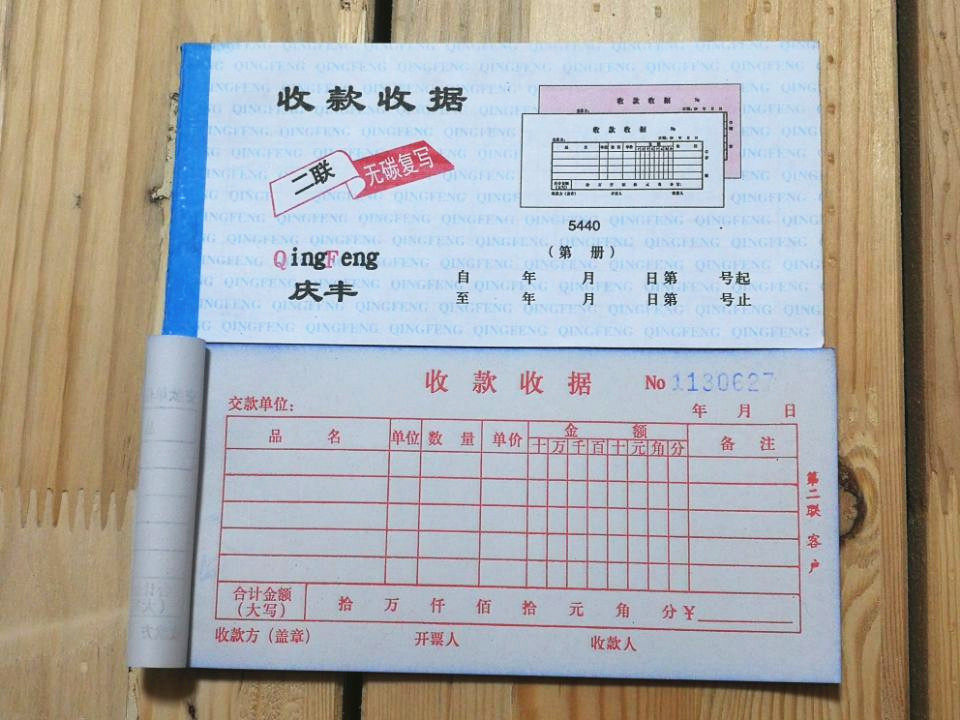 收款收据
二联 无碳复写
QingFeng
庆丰
收 款 收 据 №
收 款 收 据 №
5440
（第 册）
自 年 月 日第 号起
至 年 月 日第 号止
收 款 收 据 No 1130627
交款单位： 年 月 日
品 名 单位 数 量 单价 金 额 备 注
十 万 千 百 十 元 角 分
第二联 客户
合计金额（大写） 拾 万 仟 佰 拾 元 角 分 ¥
收款方（盖章） 开票人 收款人